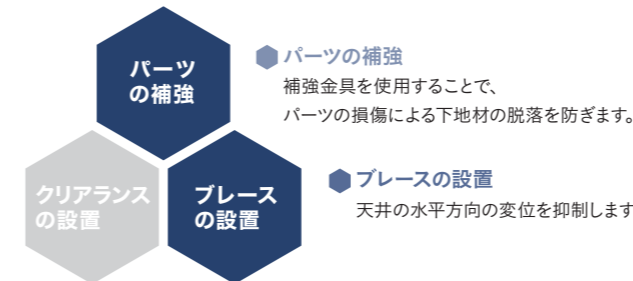 パーツ
の補強
パーツの補強
補強金具を使用することで、
パーツの損傷による下地材の脱落を防ぎます。
クリアランス
の設置
ブレース
の設置
ブレースの設置
天井の水平方向の変位を抑制します